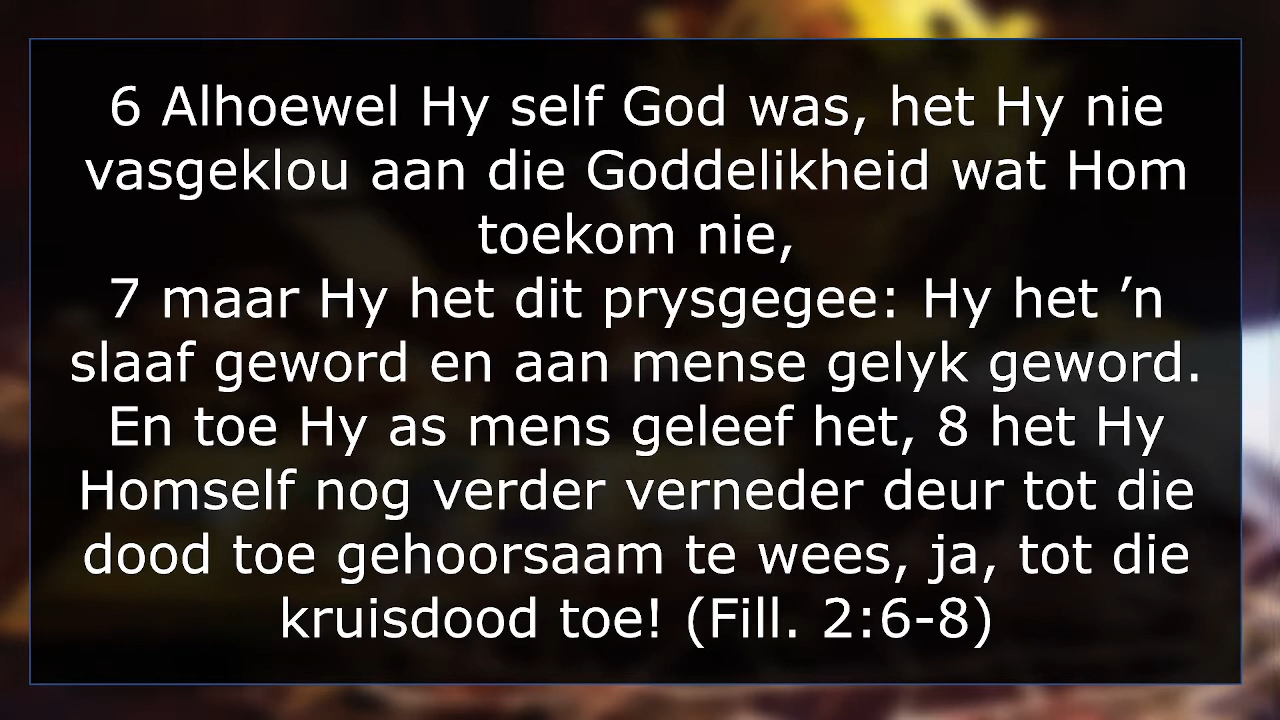 6 Alhoewel Hy self God was, het Hy nie
vasgeklou aan die Goddelikheid wat Hom
toekom nie,
7 maar Hy het dit prysgegee: Hy het ’n
slaaf geword en aan mense gelyk geword.
En toe Hy as mens geleef het, 8 het Hy
Homself nog verder verneder deur tot die
dood toe gehoorsaam te wees, ja, tot die
kruisdood toe! (Fill. 2:6-8)